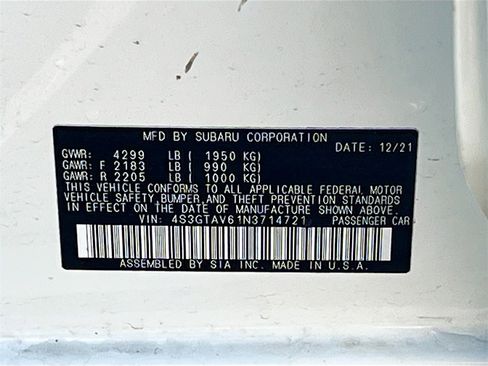 MFD BY SUBARU CORPORATION
GVWR: 4299 LB ( 1950 KG) DATE: 12/21
GAWR: F 2183 LB ( 990 KG)
GAWR: R 2205 LB ( 1000 KG)
THIS VEHICLE CONFORMS TO ALL APPLICABLE FEDERAL MOTOR
VEHICLE SAFETY, BUMPER, AND THEFT PREVENTION STANDARDS
IN EFFECT ON THE DATE OF MANUFACTURE SHOWN ABOVE.
VIN: 4S3GTAV61N3714721 PASSENGER CAR
ASSEMBLED BY SIA INC. MADE IN U.S.A.